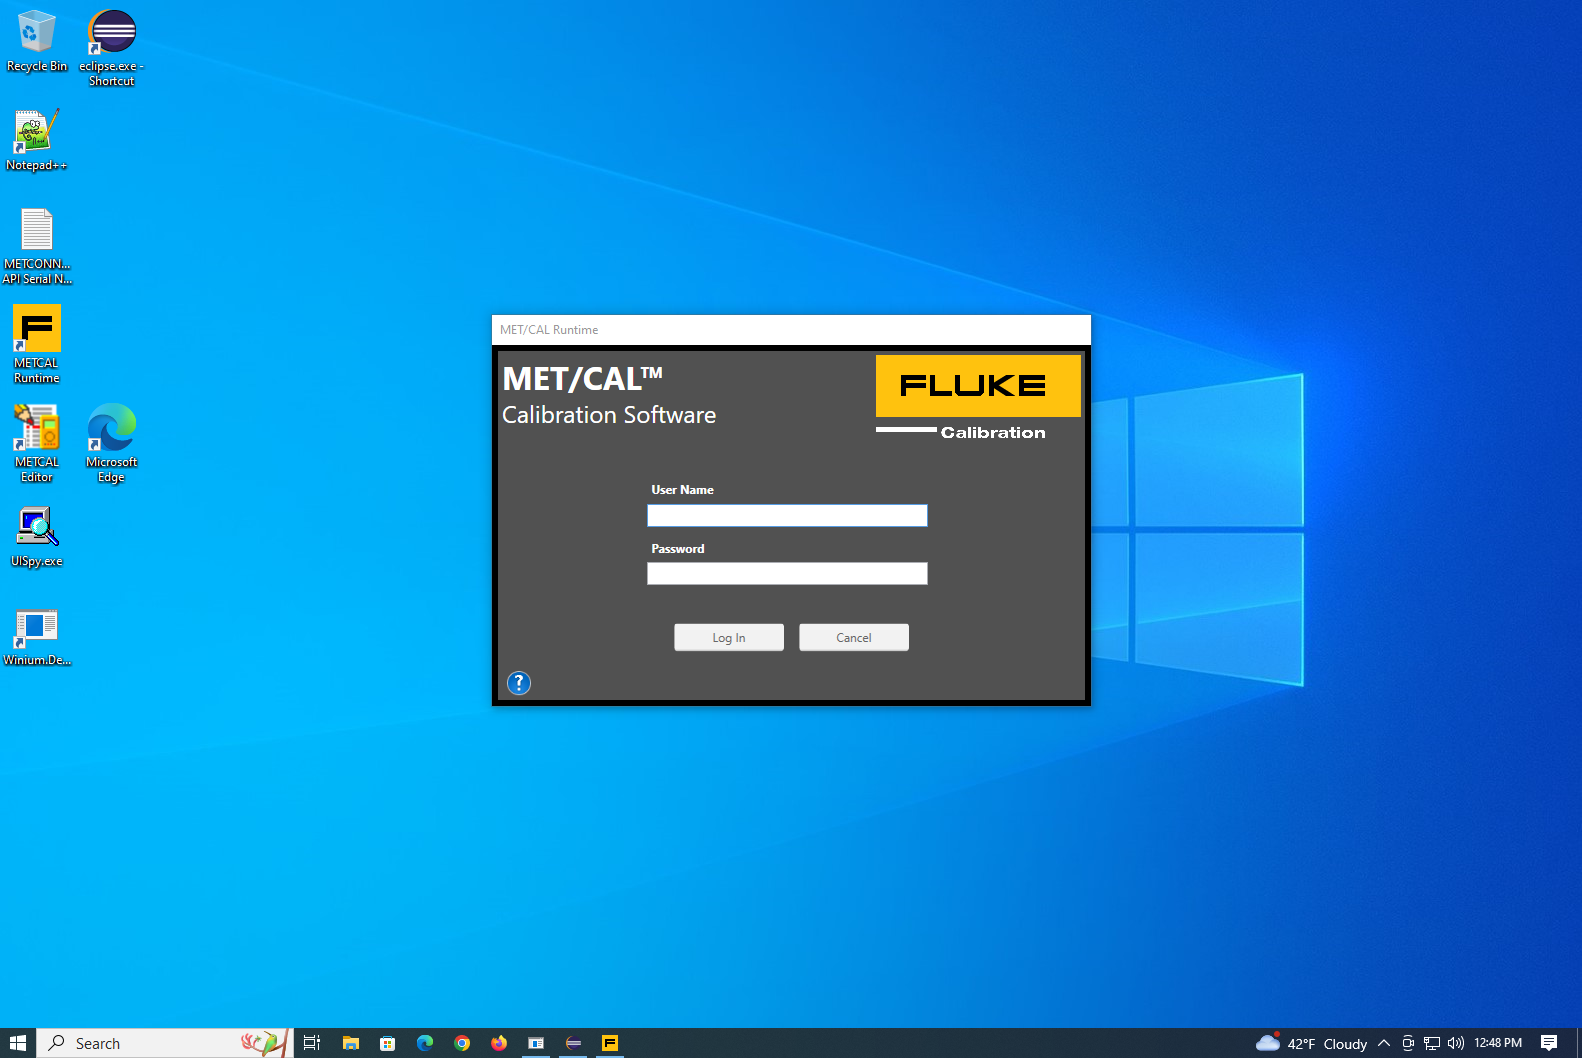 Recycle Bin
eclipse.exe -
Shortcut
Notepad++
METCONN...
API Serial N...
METCAL
Runtime
METCAL
Editor
Microsoft
Edge
UISpy.exe
Winium.De...
MET/CAL Runtime
MET/CAL™
Calibration Software
FLUKE
Calibration
User Name
Password
Log In
Cancel
?
Search
42°F Cloudy
12:48 PM